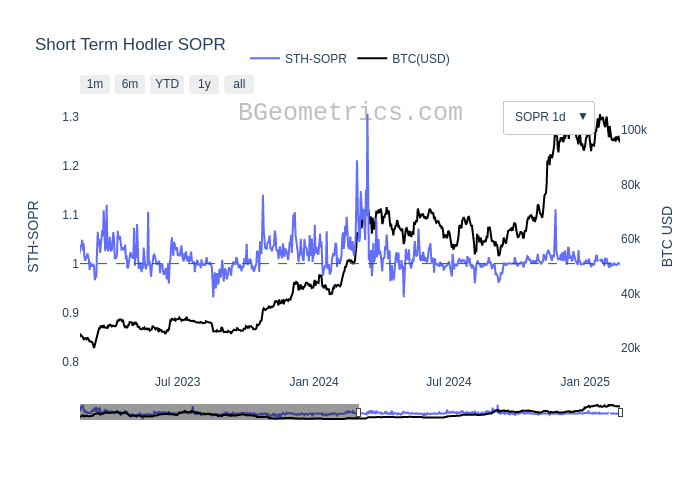 Short Term Hodler SOPR
STH-SOPR
BTC(USD)
1m
6m
YTD
1y
all
BGeometrics.com
SOPR 1d ▼
1.3
1.2
1.1
1
0.9
0.8
STH-SOPR
100k
80k
60k
40k
20k
BTC USD
Jul 2023
Jan 2024
Jul 2024
Jan 2025